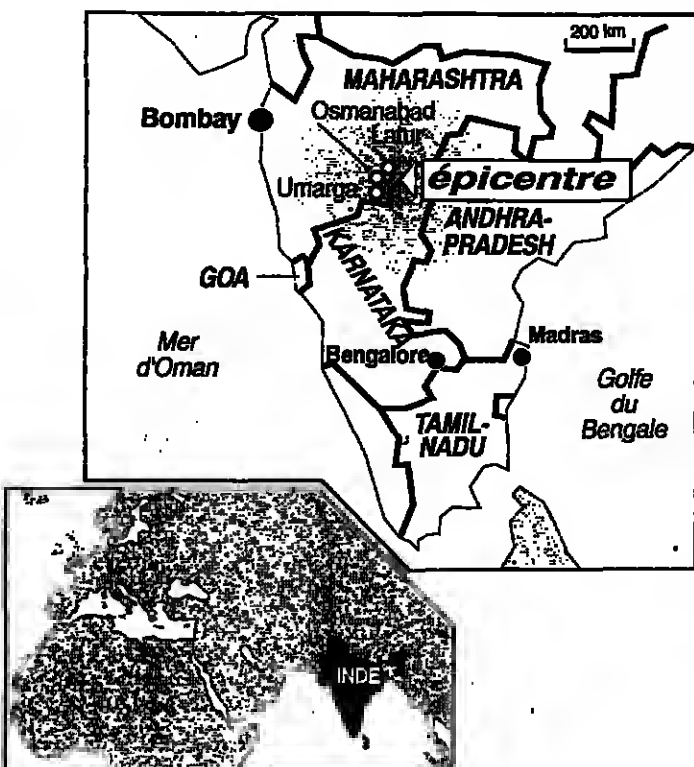 200 km
MAHARASHTRA
Osmanabad
Bombay
Latur
Umarga
épicentre
ANDHRA-
PRADESH
KARNATAKA
GOA
Mer
d'Oman
Bengalore
Madras
Golfe
du
Bengale
TAMIL-
NADU
INDE